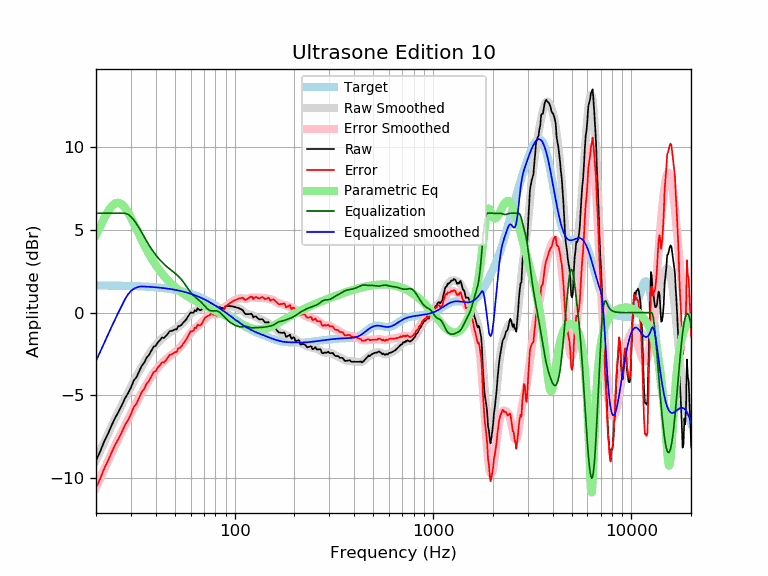 Ultrasone Edition 10
Target
Raw Smoothed
Error Smoothed
Raw
Error
Parametric Eq
Equalization
Equalized smoothed
10
5
0
−5
−10
Amplitude (dBr)
100
1000
10000
Frequency (Hz)